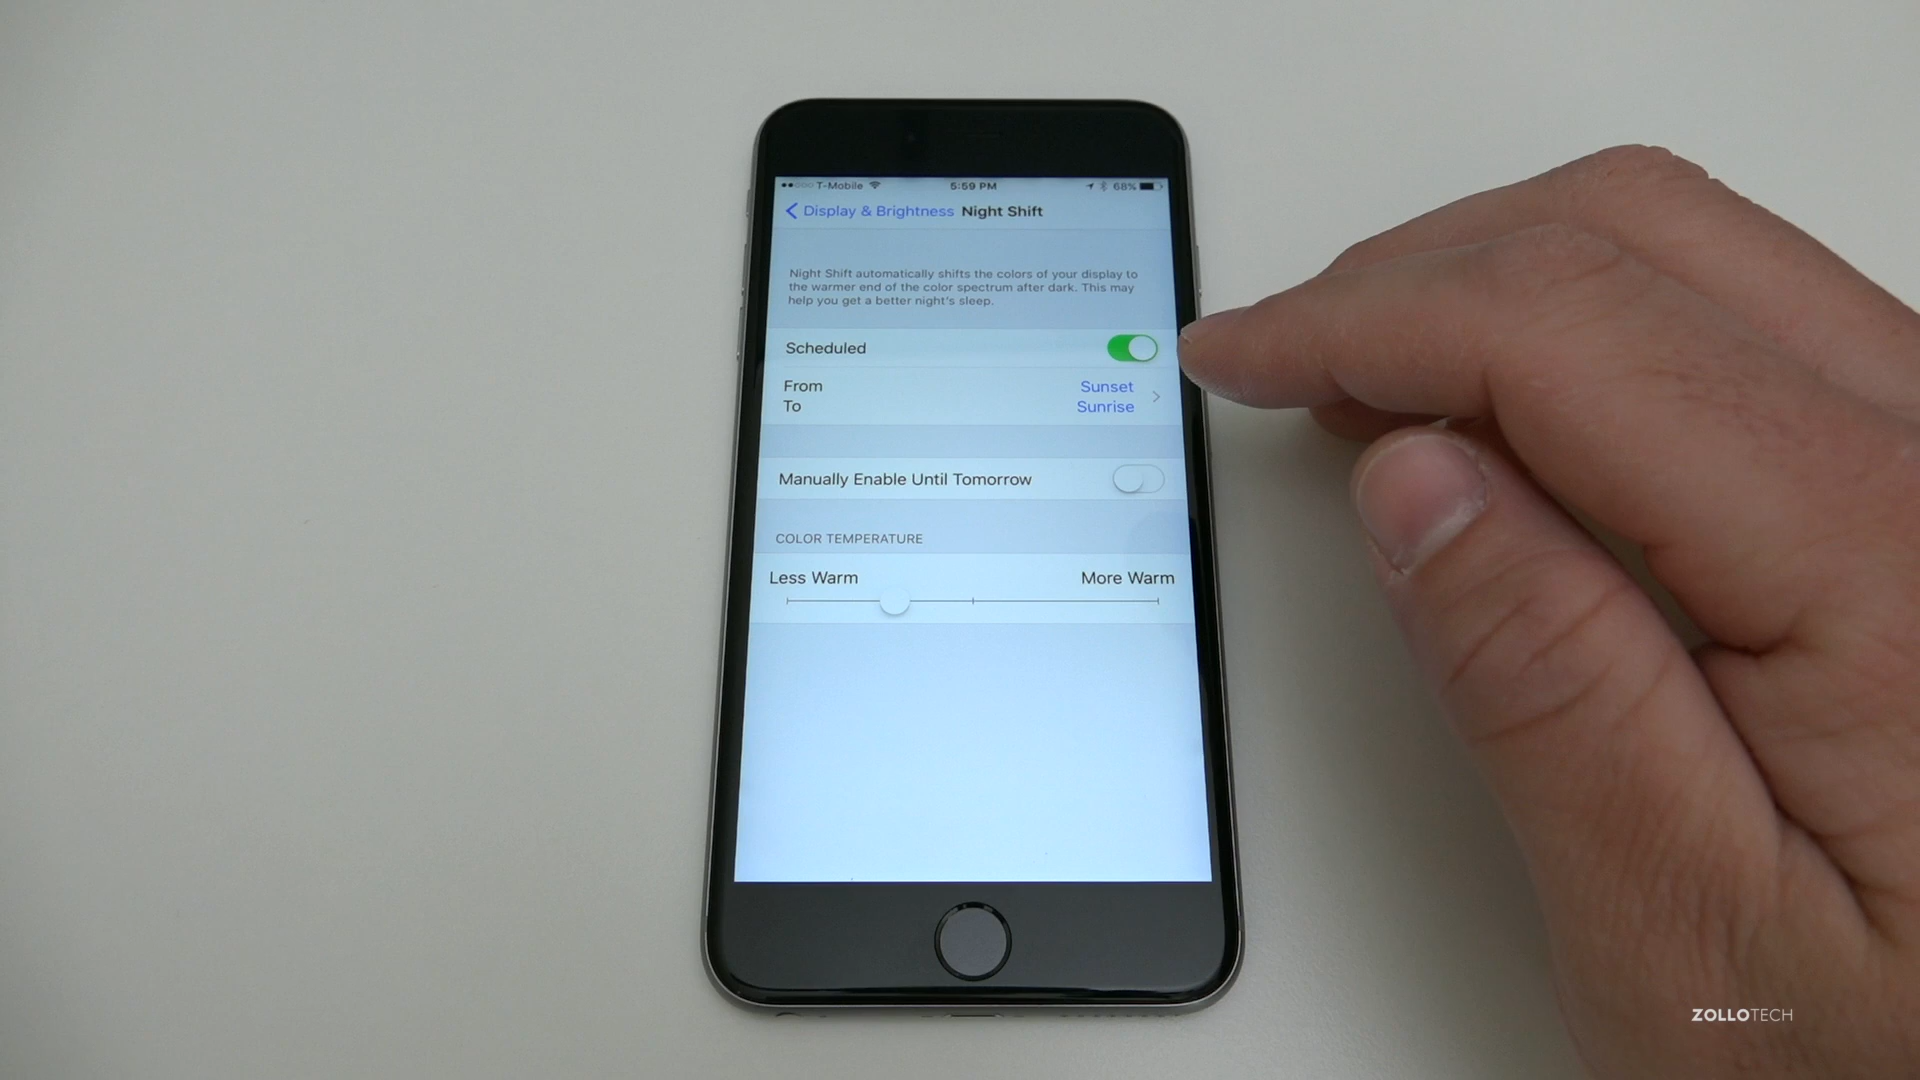 T-Mobile 5:59 PM 68%
Display & Brightness Night Shift
Night Shift automatically shifts the colors of your display to
the warmer end of the color spectrum after dark. This may
help you get a better night's sleep.
Scheduled
From Sunset
To Sunrise
Manually Enable Until Tomorrow
COLOR TEMPERATURE
Less Warm More Warm
ZOLLOTECH